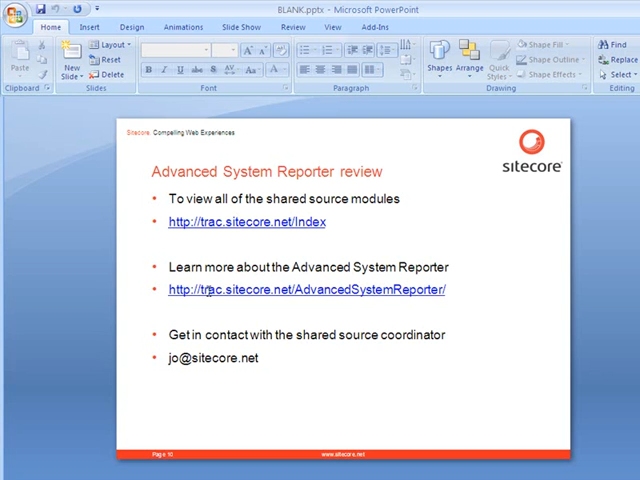 BLANK.pptx - Microsoft PowerPoint
Home Insert Design Animations Slide Show Review View Add-Ins
Paste
New Slide
Layout
Reset
Delete
B I U abc S AV Aa A
Shapes
Arrange
Quick Styles
Shape Fill
Shape Outline
Shape Effects
Find
Replace
Select
Clipboard Slides Font Paragraph Drawing Editing
Sitecore. Compelling Web Experiences
sitecore
Advanced System Reporter review
• To view all of the shared source modules
• http://trac.sitecore.net/Index
• Learn more about the Advanced System Reporter
• http://trac.sitecore.net/AdvancedSystemReporter/
• Get in contact with the shared source coordinator
• jo@sitecore.net
Page 10 www.sitecore.net